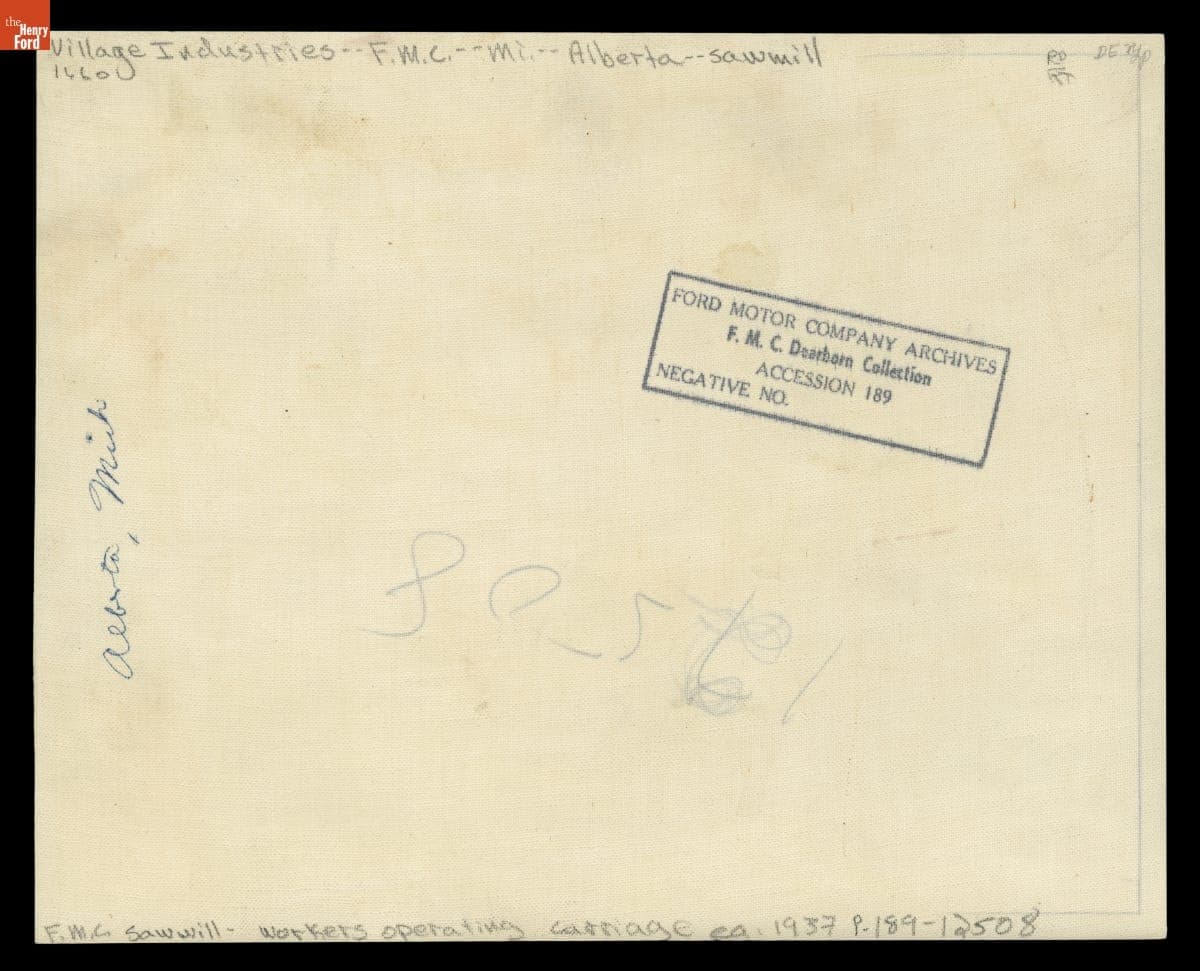 the Henry Ford
Village Industries--F.M.C.--Mi.--Alberta--sawmill
14600
FORD MOTOR COMPANY ARCHIVES
F. M. C. Dearborn Collection
ACCESSION 189
NEGATIVE NO.
Alberta, Mich
F.M.C. Sawmill- workers operating carriage ca. 1937 P.189-12508